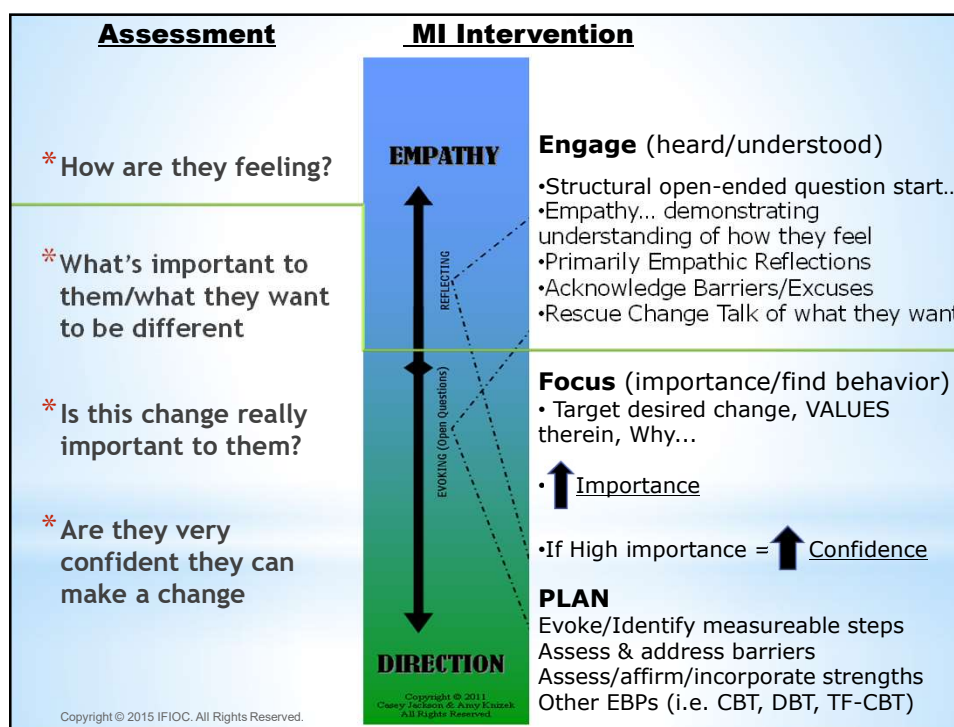 Assessment
MI Intervention
* How are they feeling?
* What's important to
them/what they want
to be different
* Is this change really
important to them?
* Are they very
confident they can
make a change
EMPATHY
REFLECTING
EVOKING (Open Questions)
DIRECTION
Copyright © 2011
Casey Jackson & Amy Knizek
All Rights Reserved
Engage (heard/understood)
•Structural open-ended question start..
•Empathy... demonstrating
understanding of how they feel
•Primarily Empathic Reflections
•Acknowledge Barriers/Excuses
•Rescue Change Talk of what they want
Focus (importance/find behavior)
• Target desired change, VALUES
therein, Why...
• Importance
•If High importance = Confidence
PLAN
Evoke/Identify measureable steps
Assess & address barriers
Assess/affirm/incorporate strengths
Other EBPs (i.e. CBT, DBT, TF-CBT)
Copyright © 2015 IFIOC. All Rights Reserved.